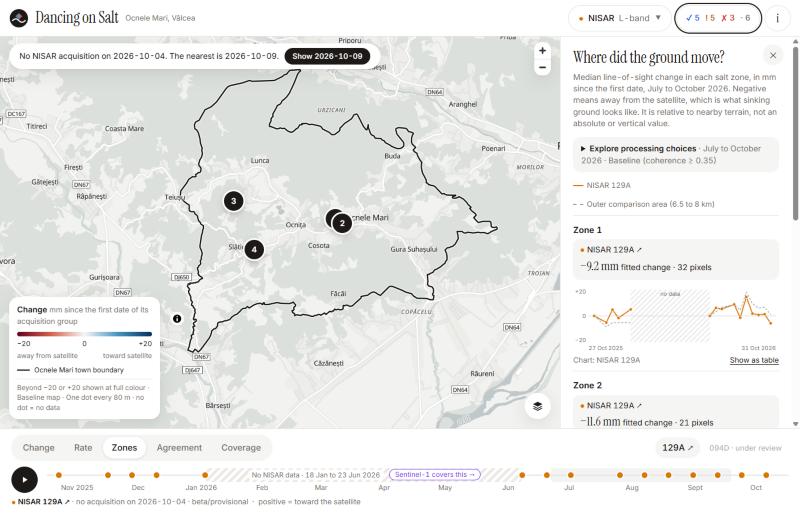 Dancing on Salt
Ocnele Mari, Vâlcea
NISAR L-band ▼
✓5 !5 ✗3 · 6
i
No NISAR acquisition on 2026-10-04. The nearest is 2026-10-09.
Show 2026-10-09
+
−
Priporu
DN64
DC167
Titireci
Coasta Mare
URZICANI
Aranghel
Poenari
Firești
Lunca
Buda
MORILOR
Gătejești
DN67
Râpănești
Teiușu
3
2
cnele Mari
Ocnița
4
Slăti
Cosota
Gura Suhașului
vora
TROIAN
Gurișoara
DJ650
Făcăi
COPĂCELU
DN64
DN67
DJ647
Căzănești
Răureni
DN64
Bârsești
Change mm since the first date of its acquisition group
−20 0 +20
away from satellite toward satellite
Ocnele Mari town boundary
Beyond −20 or +20 shown at full colour ·
Baseline map · One dot every 80 m · no
dot = no data
Where did the ground move?
×
Median line-of-sight change in each salt zone, in mm
since the first date, July to October 2026. Negative
means away from the satellite, which is what sinking
ground looks like. It is relative to nearby terrain, not an
absolute or vertical value.
▶ Explore processing choices · July to October
2026 · Baseline (coherence ≥ 0.35)
NISAR 129A
Outer comparison area (6.5 to 8 km)
Zone 1
NISAR 129A ↗
−9.2 mm fitted change · 32 pixels
+20
0
−20
no data
27 Oct 2025 31 Oct 2026
Chart: NISAR 129A Show as table
Zone 2
NISAR 129A ↗
−11.6 mm fitted change · 21 pixels
Change Rate Zones Agreement Coverage
129A ↗
094D · under review
No NISAR data · 18 Jan to 23 Jun 2026
Sentinel-1 covers this →
Nov 2025 Dec Jan 2026 Feb Mar Apr May Jun Jul Aug Sept Oct
NISAR 129A ↗ · no acquisition on 2026-10-04 · beta/provisional · positive = toward the satellite